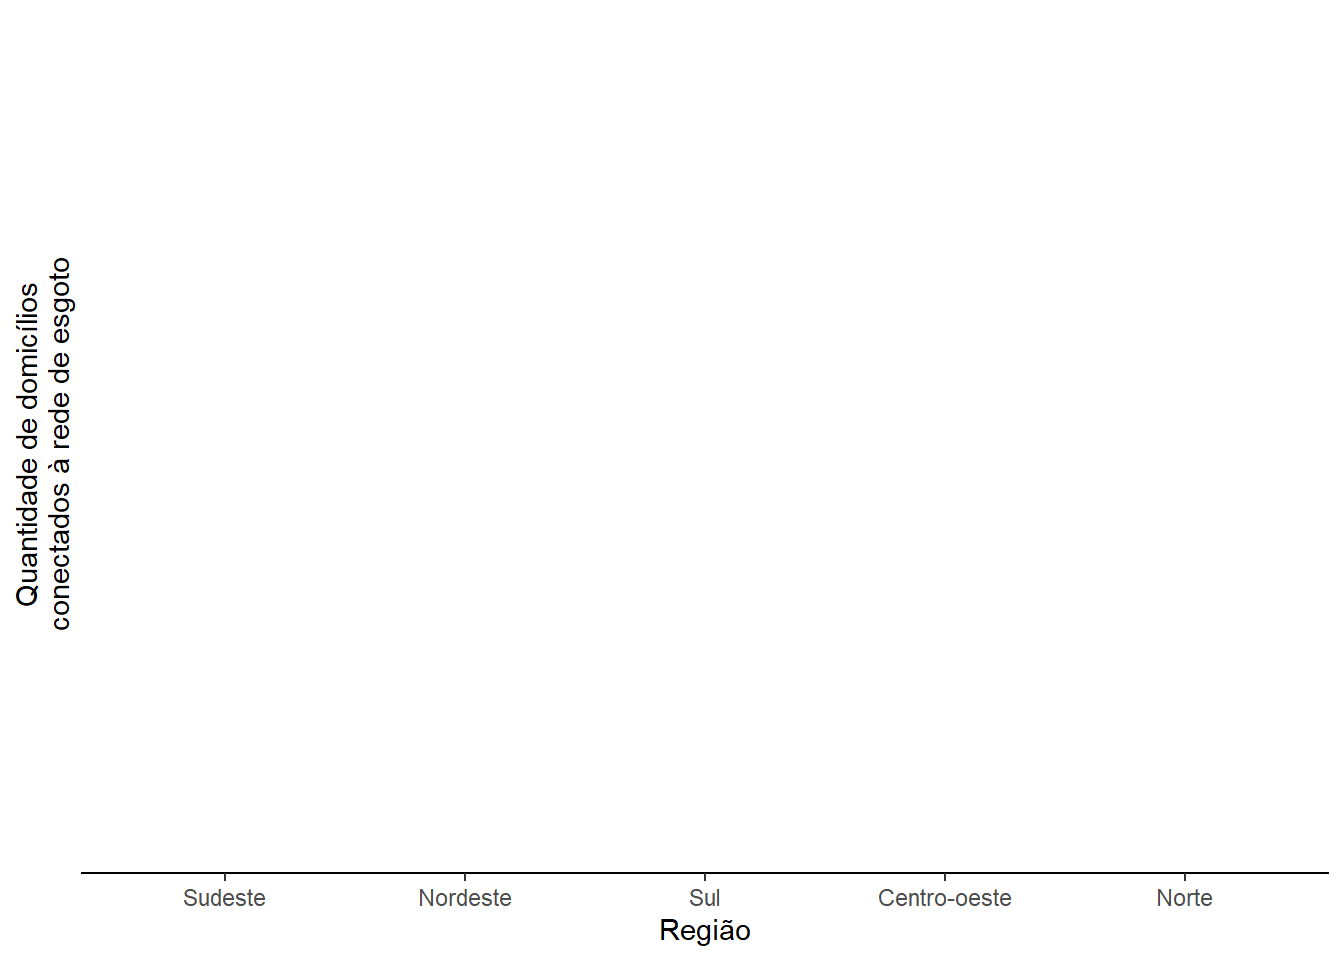 Quantidade de domicílios
conectados à rede de esgoto
Sudeste Nordeste Sul Centro-oeste Norte
Região